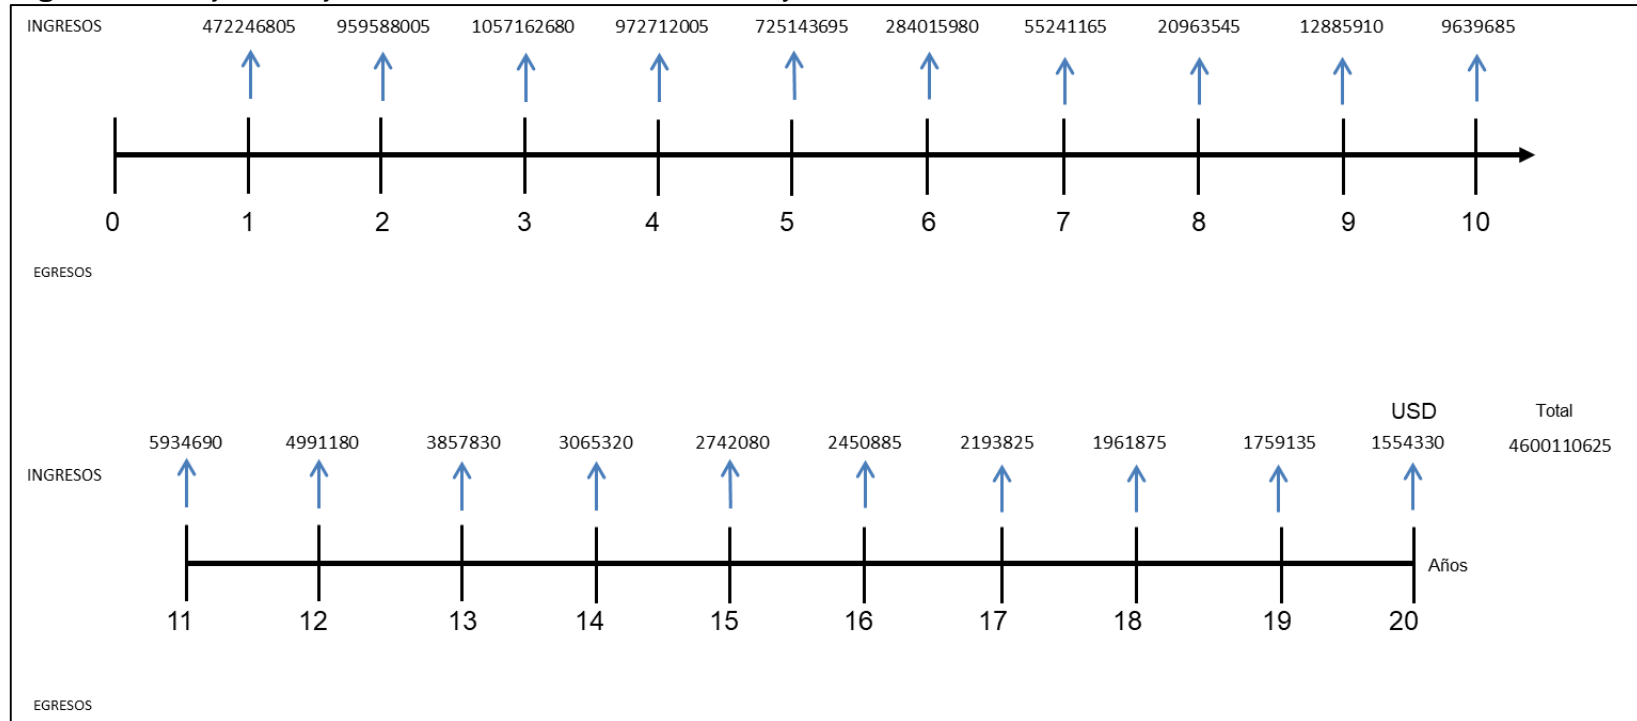 INGRESOS 472246805 959588005 1057162680 972712005 725143695 284015980 55241165 20963545 12885910 9639685
0 1 2 3 4 5 6 7 8 9 10
EGRESOS
USD Total
5934690 4991180 3857830 3065320 2742080 2450885 2193825 1961875 1759135 1554330 4600110625
INGRESOS
Años
11 12 13 14 15 16 17 18 19 20
EGRESOS